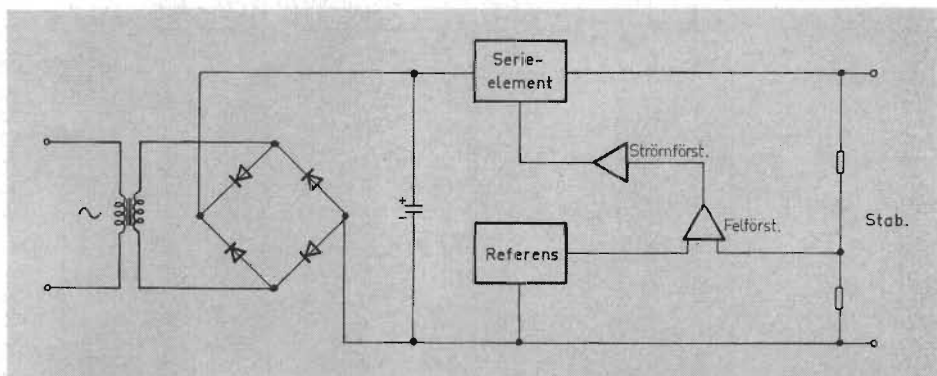 Serie-
element
Strömförst.
+
-
Felförst.
Stab.
Referens
~